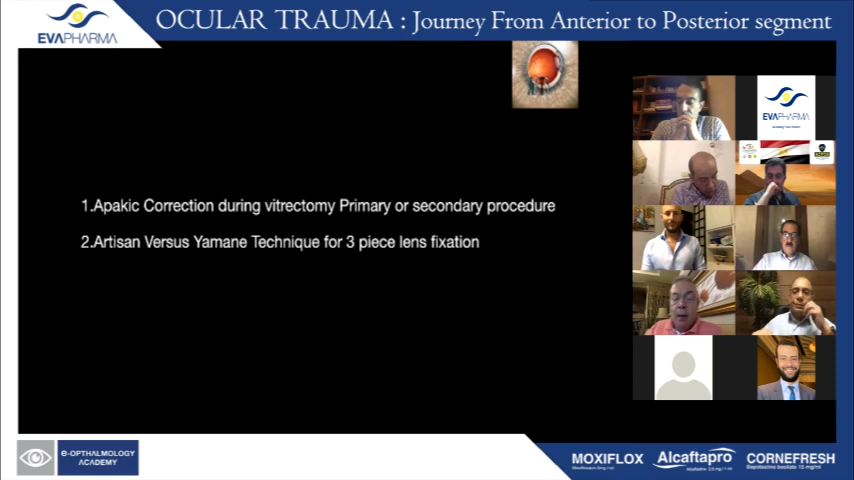 EVAPHARMA
OCULAR TRAUMA : Journey From Anterior to Posterior segment
EVAPHARMA
1.Apakic Correction during vitrectomy Primary or secondary procedure
2.Artisan Versus Yamane Technique for 3 piece lens fixation
e-OPTHALMOLOGY
ACADEMY
MOXIFLOX
Alcaftapro
CORNEFRESH